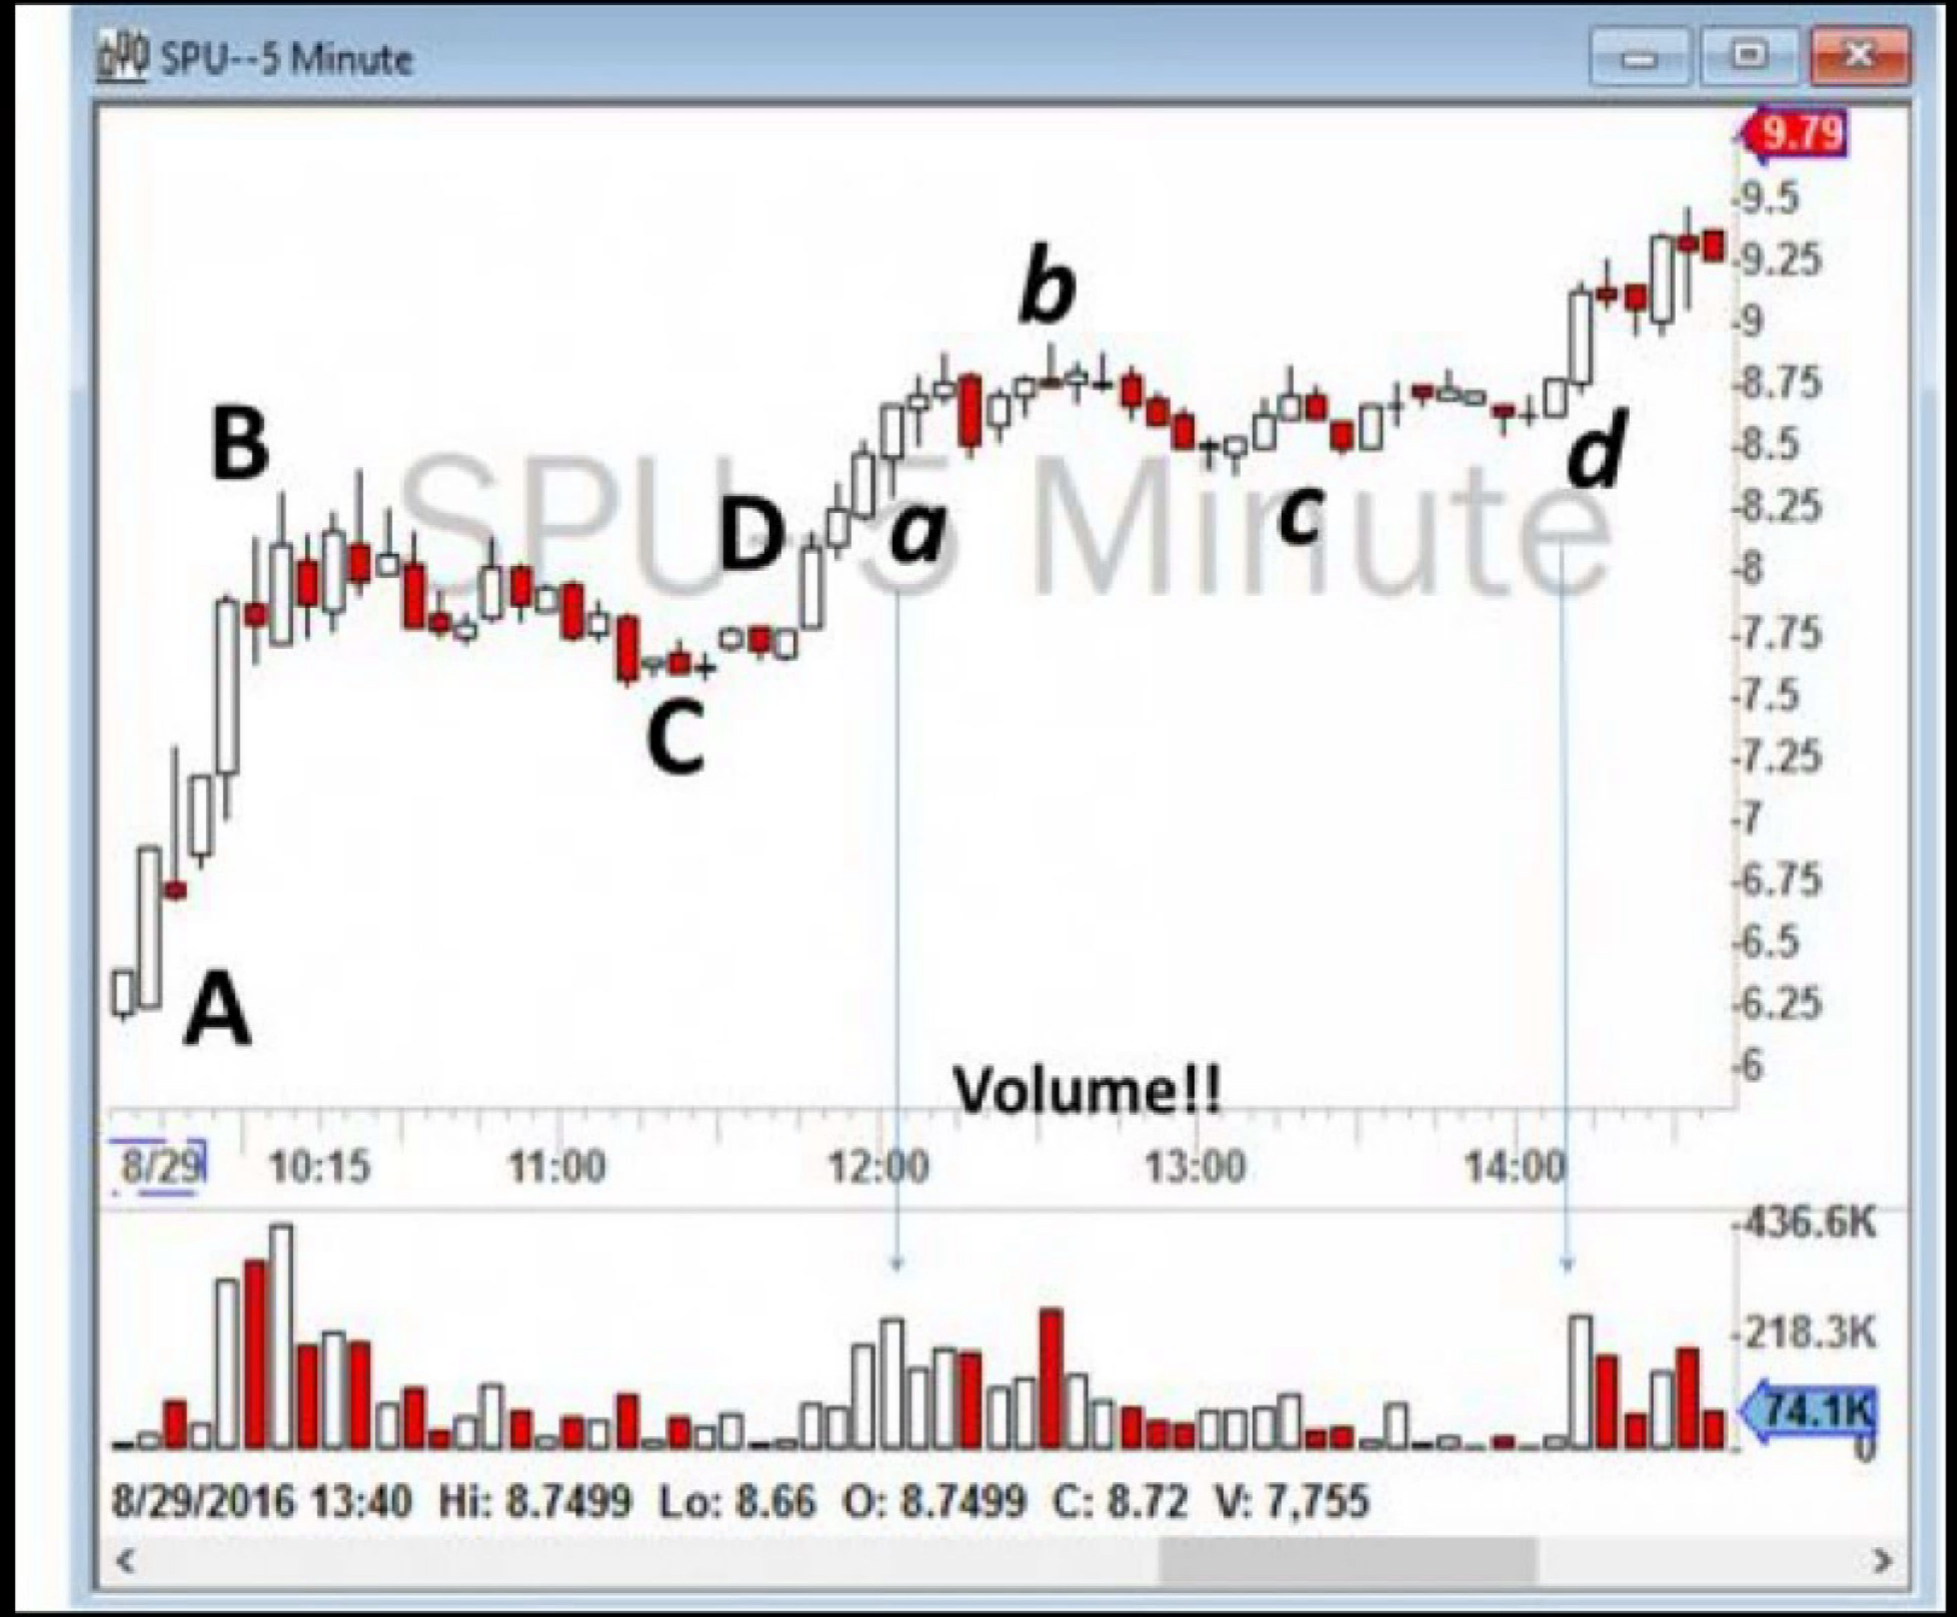 SPU--5 Minute
9.79
9.5
9.25
b
9
8.75
B
8.5
d
SPU--5 Minute
D
a
c
8.25
8
7.75
7.5
C
7.25
7
6.75
6.5
A
6.25
6
Volume!!
8/29 10:15 11:00 12:00 13:00 14:00
436.6K
218.3K
74.1K
0
8/29/2016 13:40 Hi: 8.7499 Lo: 8.66 O: 8.7499 C: 8.72 V: 7,755